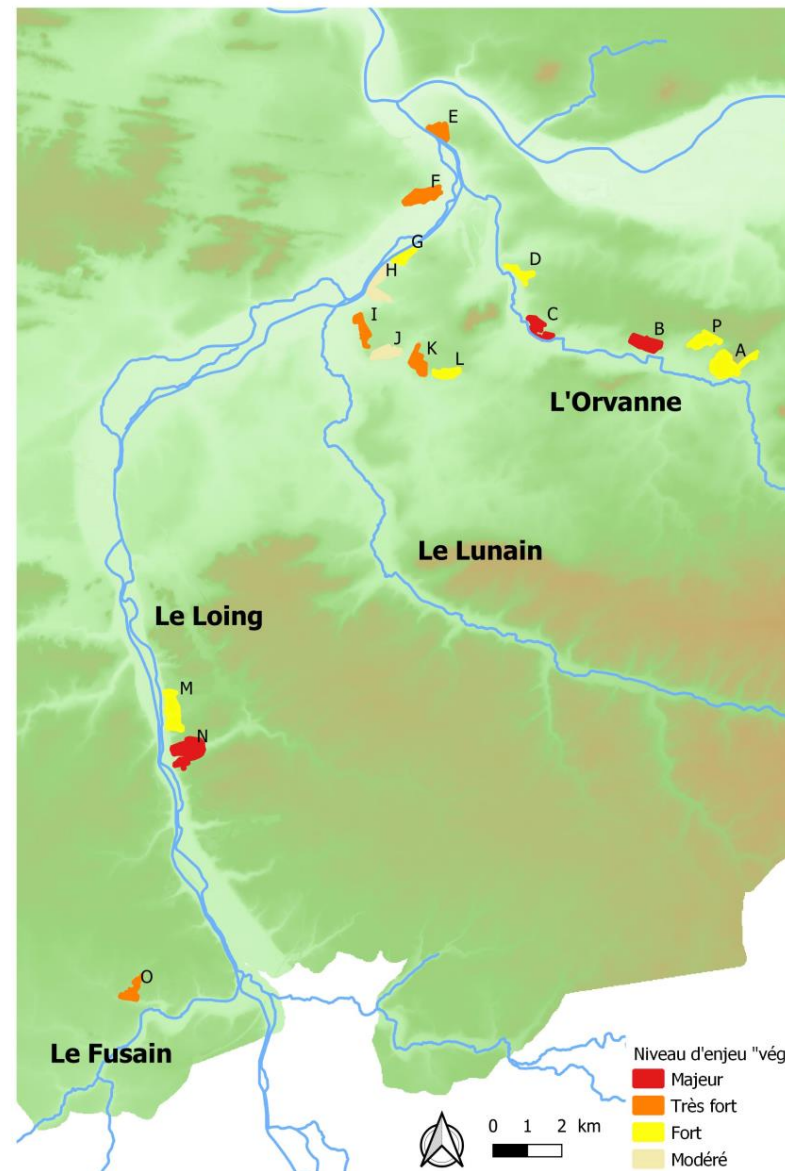 E
F
G
H
D
I
C
J
B
P
K
L
A
L'Orvanne
Le Lunain
Le Loing
M
N
O
Le Fusain
Niveau d'enjeu "vég
Majeur
Très fort
Fort
Modéré
0 1 2 km